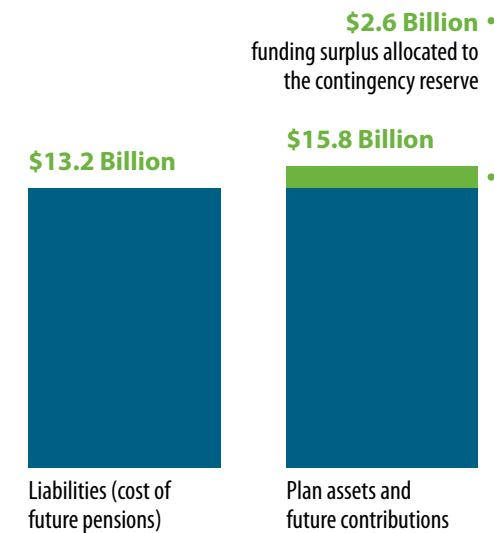 $2.6 Billion •
funding surplus allocated to
the contingency reserve
$13.2 Billion
$15.8 Billion
•
Liabilities (cost of
future pensions)
Plan assets and
future contributions